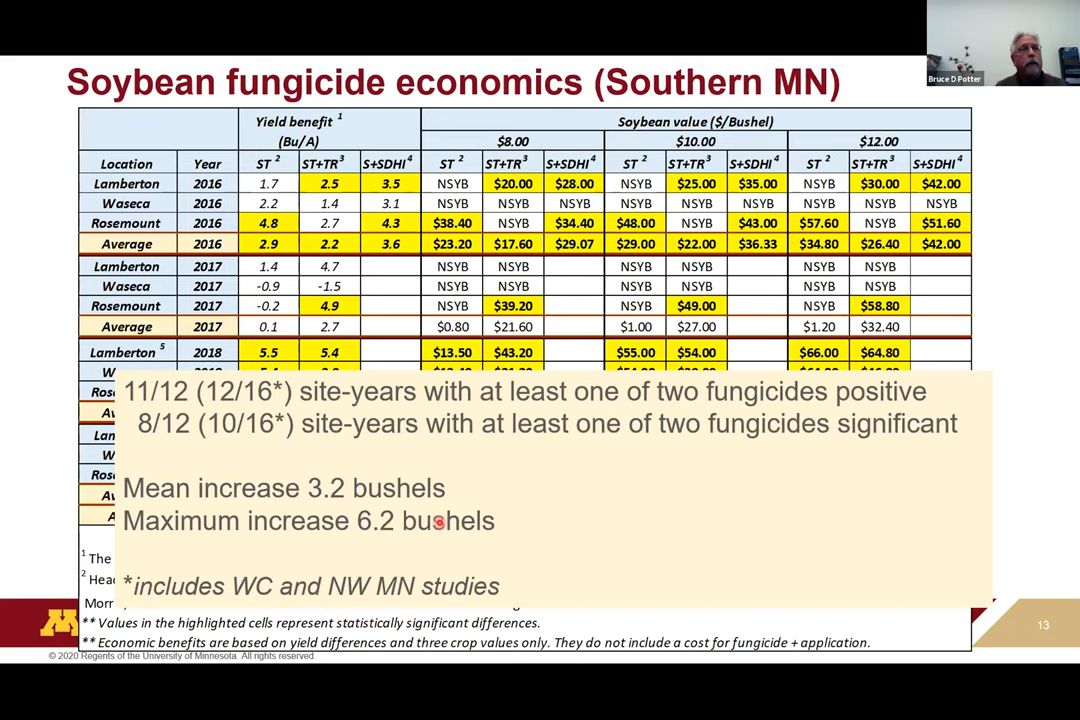 Bruce D Potter
Soybean fungicide economics (Southern MN)
Yield benefit 1 Soybean value ($/Bushel)
(Bu/A) $8.00 $10.00 $12.00
Location Year ST 2 ST+TR3 S+SDHI 4 ST 2 ST+TR3 S+SDHI 4 ST 2 ST+TR3 S+SDHI 4 ST 2 ST+TR3 S+SDHI 4
Lamberton 2016 1.7 2.5 3.5 NSYB $20.00 $28.00 NSYB $25.00 $35.00 NSYB $30.00 $42.00
Waseca 2016 2.2 1.4 3.1 NSYB NSYB NSYB NSYB NSYB NSYB NSYB NSYB NSYB
Rosemount 2016 4.8 2.7 4.3 $38.40 NSYB $34.40 $48.00 NSYB $43.00 $57.60 NSYB $51.60
Average 2016 2.9 2.2 3.6 $23.20 $17.60 $29.07 $29.00 $22.00 $36.33 $34.80 $26.40 $42.00
Lamberton 2017 1.4 4.7 NSYB NSYB NSYB NSYB NSYB NSYB
Waseca 2017 -0.9 -1.5 NSYB NSYB NSYB NSYB NSYB NSYB
Rosemount 2017 -0.2 4.9 NSYB $39.20 NSYB $49.00 NSYB $58.80
Average 2017 0.1 2.7 $0.80 $21.60 $1.00 $27.00 $1.20 $32.40
Lamberton 5 2018 5.5 5.4 $13.50 $43.20 $55.00 $54.00 $66.00 $64.80
11/12 (12/16*) site-years with at least one of two fungicides positive
8/12 (10/16*) site-years with at least one of two fungicides significant
Mean increase 3.2 bushels
Maximum increase 6.2 bushels
1 The
2
*includes WC and NW MN studies
** Values in the highlighted cells represent statistically significant differences.
** Economic benefits are based on yield differences and three crop values only. They do not include a cost for fungicide + application.
13
© 2020 Regents of the University of Minnesota. All rights reserved.